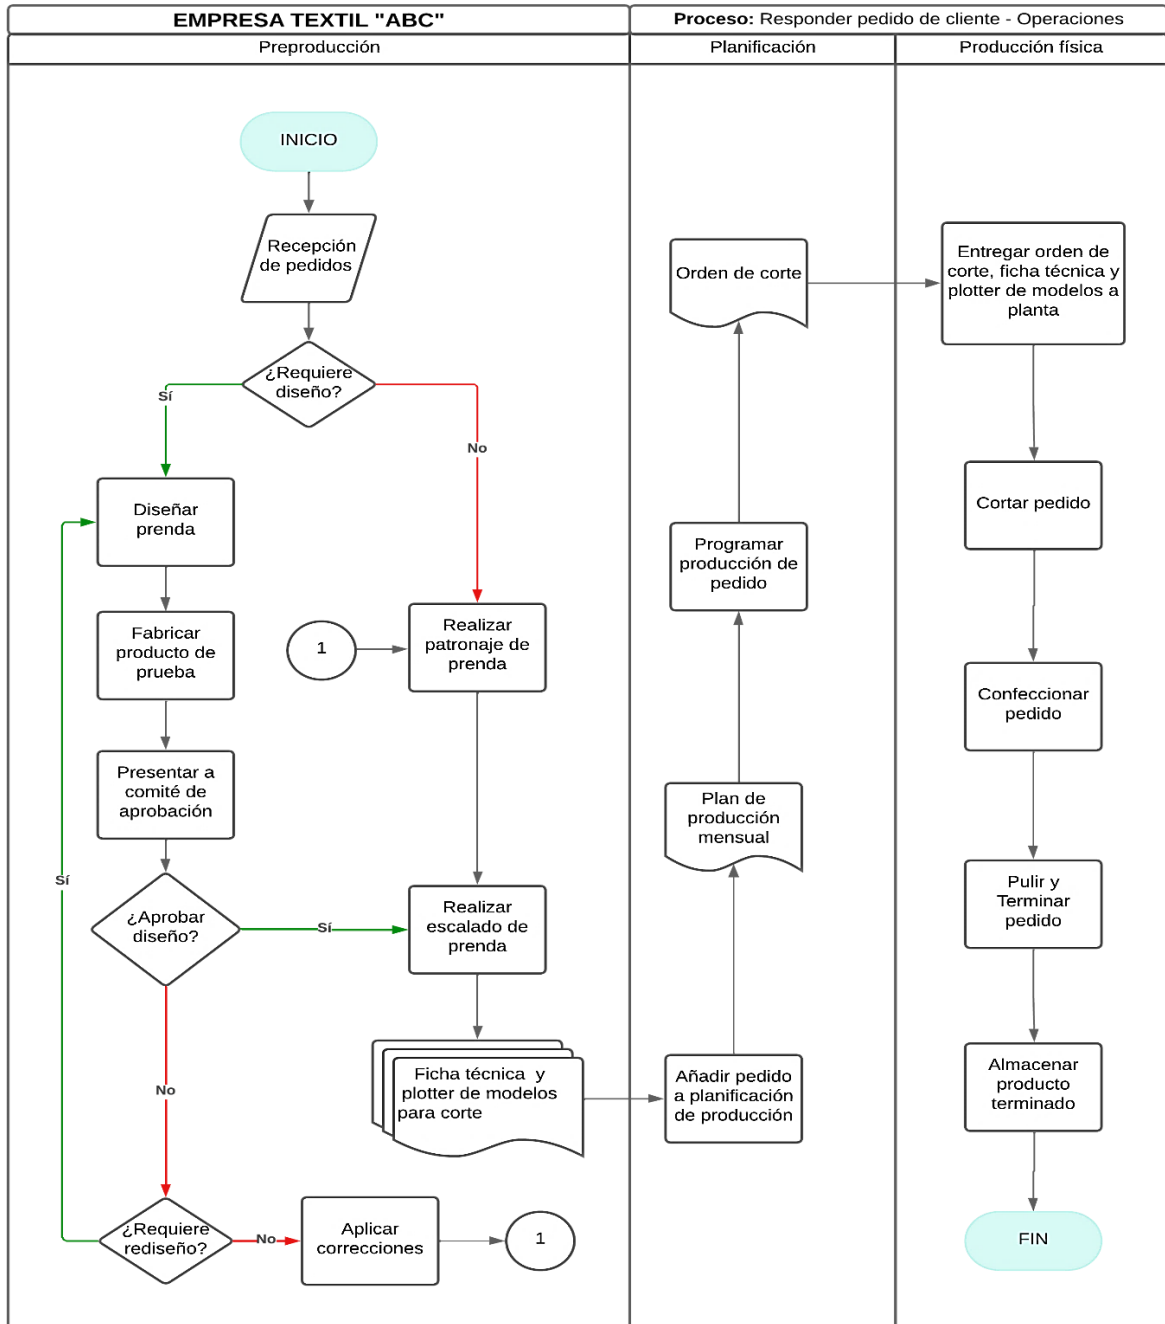 EMPRESA TEXTIL "ABC"
Proceso: Responder pedido de cliente - Operaciones
Preproducción
Planificación
Producción física
INICIO
Recepción
de pedidos
¿Requiere
diseño?
Sí
No
Diseñar
prenda
Fabricar
producto de
prueba
Presentar a
comité de
aprobación
Sí
¿Aprobar
diseño?
Sí
No
¿Requiere
rediseño?
No
Aplicar
correcciones
1
1
Realizar
patronaje de
prenda
Realizar
escalado de
prenda
Ficha técnica y
plotter de modelos
para corte
Orden de corte
Programar
producción de
pedido
Plan de
producción
mensual
Añadir pedido
a planificación
de producción
Entregar orden de
corte, ficha técnica y
plotter de modelos a
planta
Cortar pedido
Confeccionar
pedido
Pulir y
Terminar
pedido
Almacenar
producto
terminado
FIN